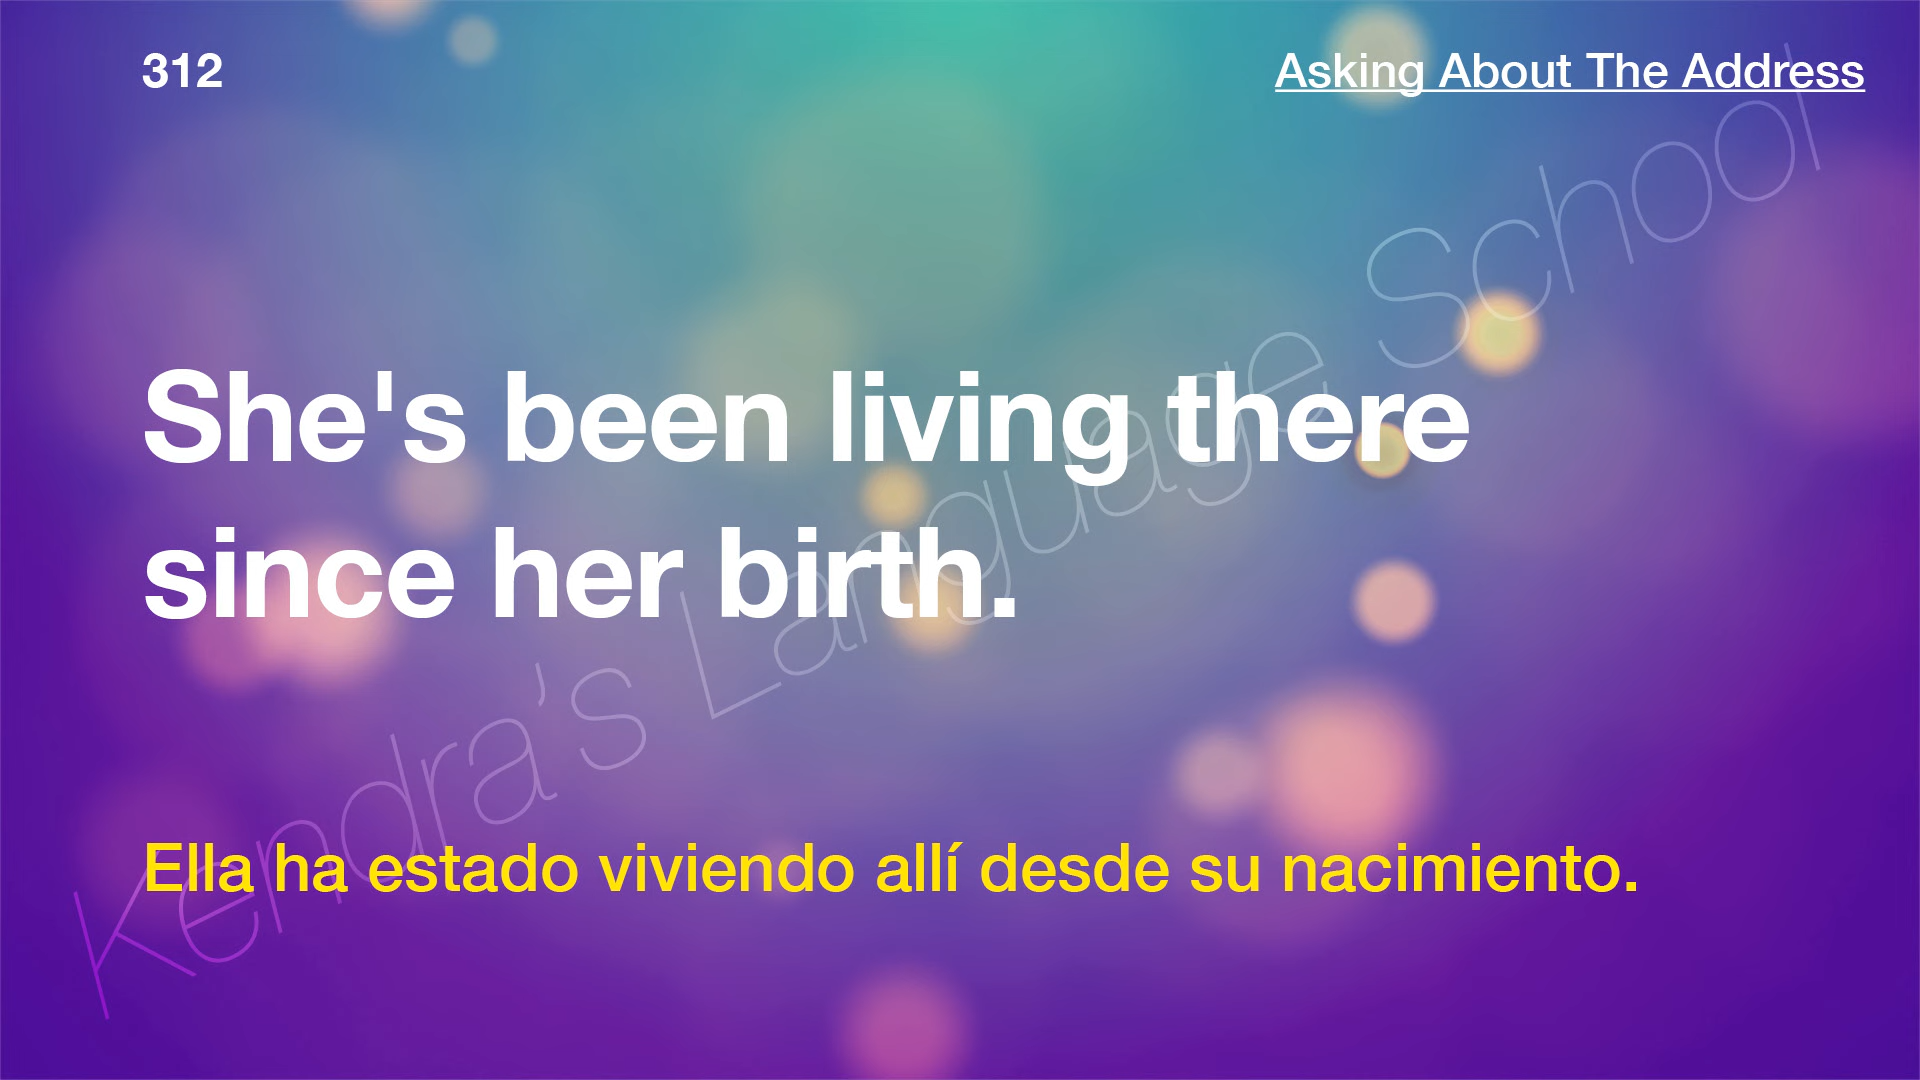 312
Asking About The Address
She's been living there
since her birth.
Ella ha estado viviendo allí desde su nacimiento.
Kendra’s Language School